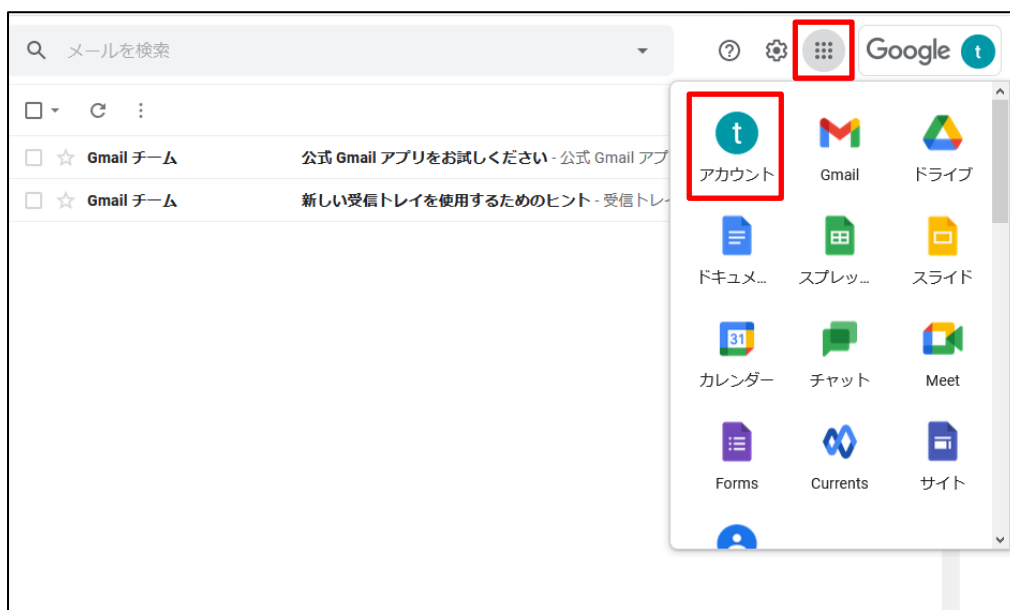 メールを検索
Google t
Gmail チーム 公式 Gmail アプリをお試しください - 公式 Gmail アプ
Gmail チーム 新しい受信トレイを使用するためのヒント - 受信トレイ
t
アカウント Gmail ドライブ
ドキュメ... スプレッ... スライド
31
カレンダー チャット Meet
Forms Currents サイト